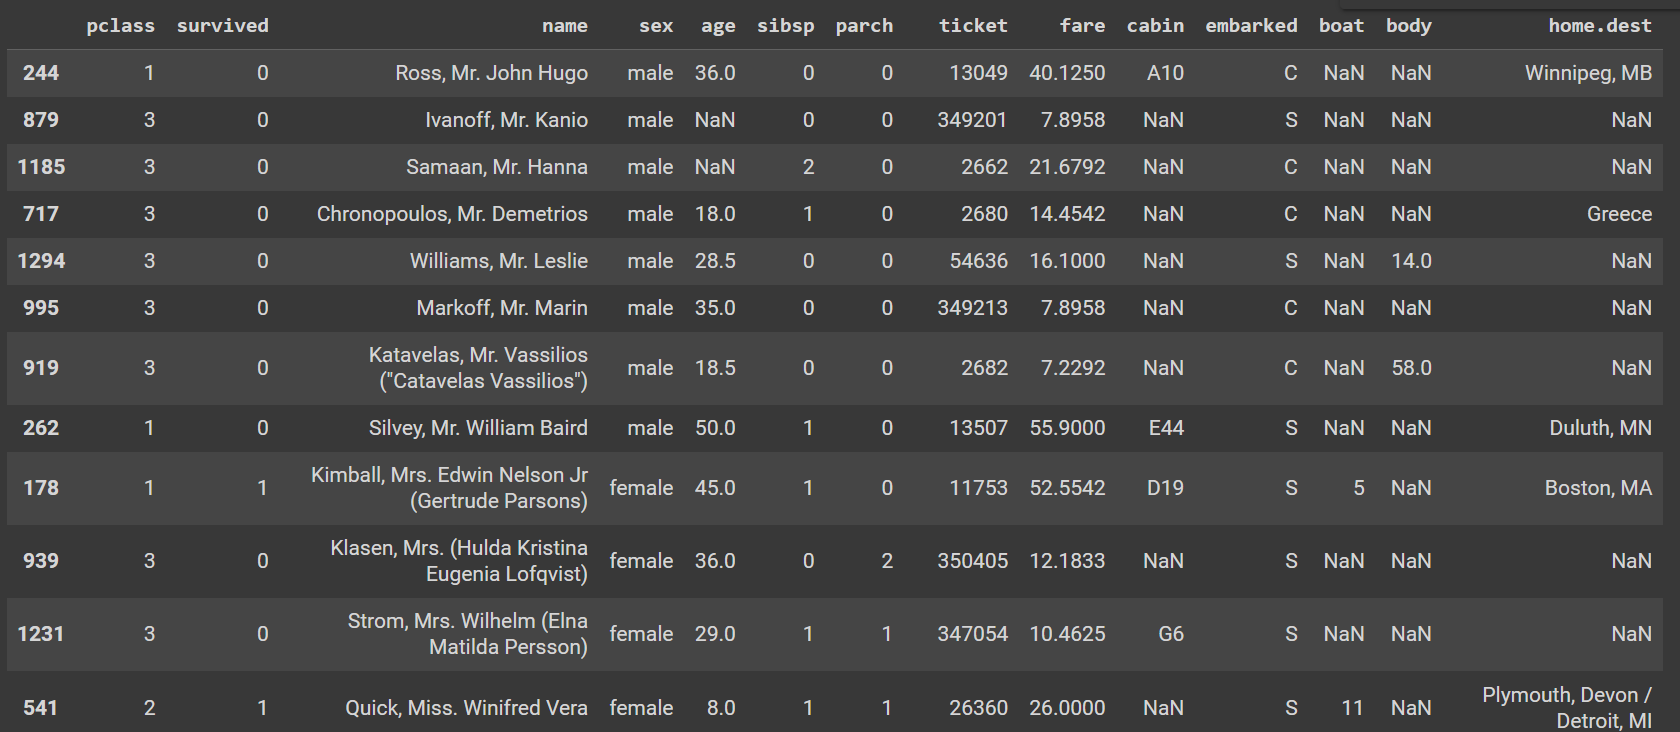 pclass survived name sex age sibsp parch ticket fare cabin embarked boat body home.dest
244 1 0 Ross, Mr. John Hugo male 36.0 0 0 13049 40.1250 A10 C NaN NaN Winnipeg, MB
879 3 0 Ivanoff, Mr. Kanio male NaN 0 0 349201 7.8958 NaN S NaN NaN NaN
1185 3 0 Samaan, Mr. Hanna male NaN 2 0 2662 21.6792 NaN C NaN NaN NaN
717 3 0 Chronopoulos, Mr. Demetrios male 18.0 1 0 2680 14.4542 NaN C NaN NaN Greece
1294 3 0 Williams, Mr. Leslie male 28.5 0 0 54636 16.1000 NaN S NaN 14.0 NaN
995 3 0 Markoff, Mr. Marin male 35.0 0 0 349213 7.8958 NaN C NaN NaN NaN
919 3 0 Katavelas, Mr. Vassilios
("Catavelas Vassilios") male 18.5 0 0 2682 7.2292 NaN C NaN 58.0 NaN
262 1 0 Silvey, Mr. William Baird male 50.0 1 0 13507 55.9000 E44 S NaN NaN Duluth, MN
178 1 1 Kimball, Mrs. Edwin Nelson Jr
(Gertrude Parsons) female 45.0 1 0 11753 52.5542 D19 S 5 NaN Boston, MA
939 3 0 Klasen, Mrs. (Hulda Kristina
Eugenia Lofqvist) female 36.0 0 2 350405 12.1833 NaN S NaN NaN NaN
1231 3 0 Strom, Mrs. Wilhelm (Elna
Matilda Persson) female 29.0 1 1 347054 10.4625 G6 S NaN NaN NaN
541 2 1 Quick, Miss. Winifred Vera female 8.0 1 1 26360 26.0000 NaN S 11 NaN Plymouth, Devon /
Detroit, MI